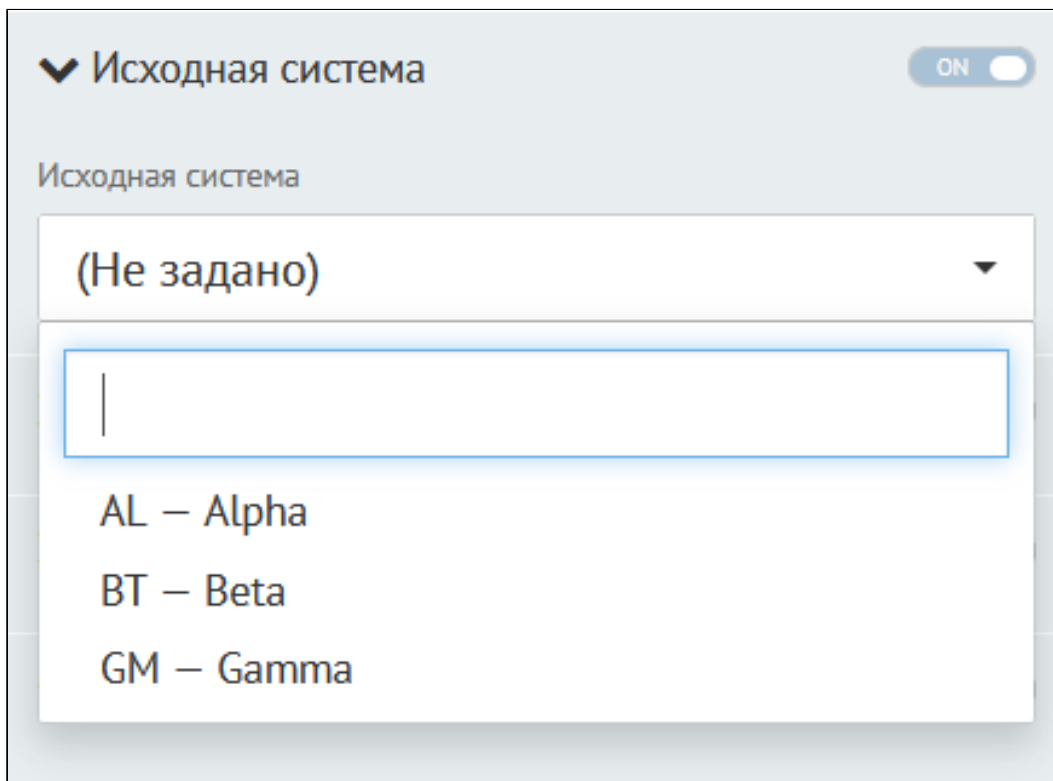 Исходная система
ON
Исходная система
(Не задано)
AL — Alpha
BT — Beta
GM — Gamma